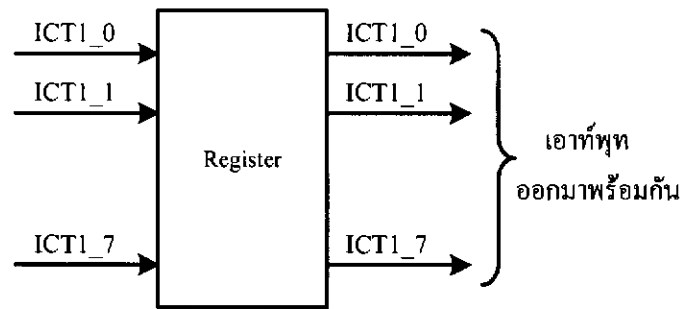 ICT1_0
ICT1_0
ICT1_1
ICT1_1
Register
เอาท์พุท
ออกมาพร้อมกัน
ICT1_7
ICT1_7